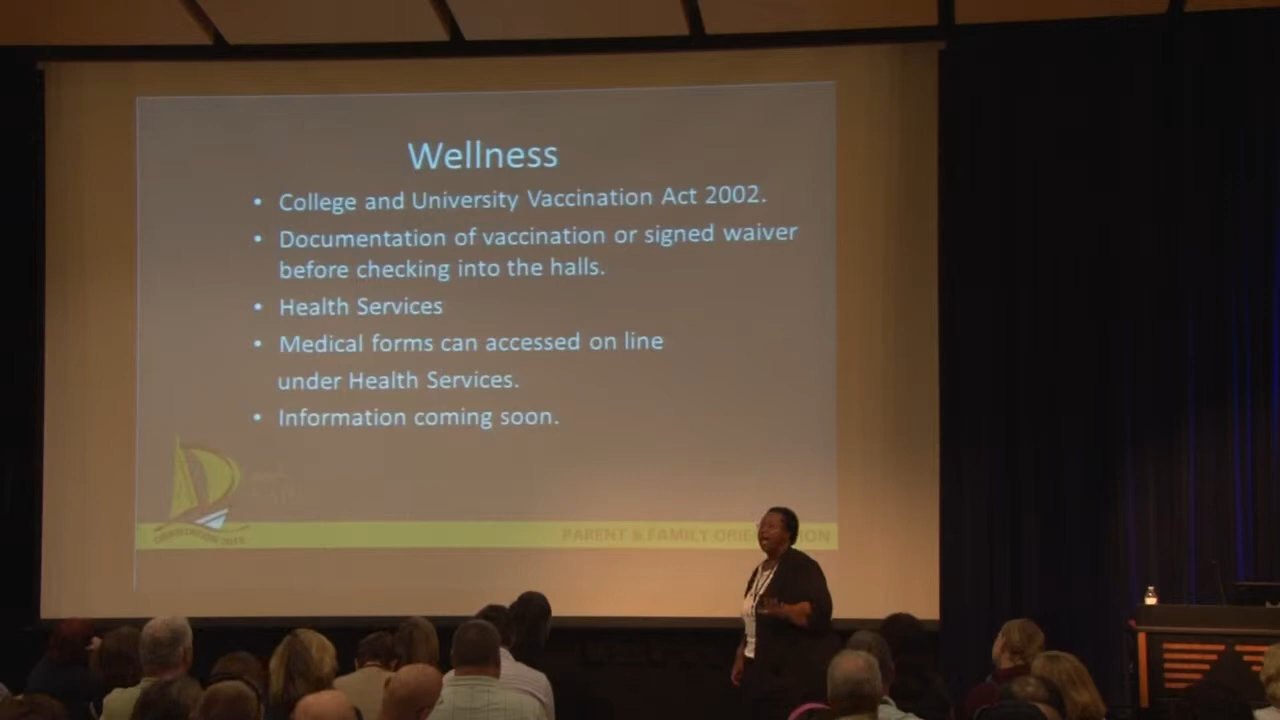 Wellness
• College and University Vaccination Act 2002.
• Documentation of vaccination or signed waiver
before checking into the halls.
• Health Services
• Medical forms can accessed on line
under Health Services.
• Information coming soon.
PARENT & FAMILY